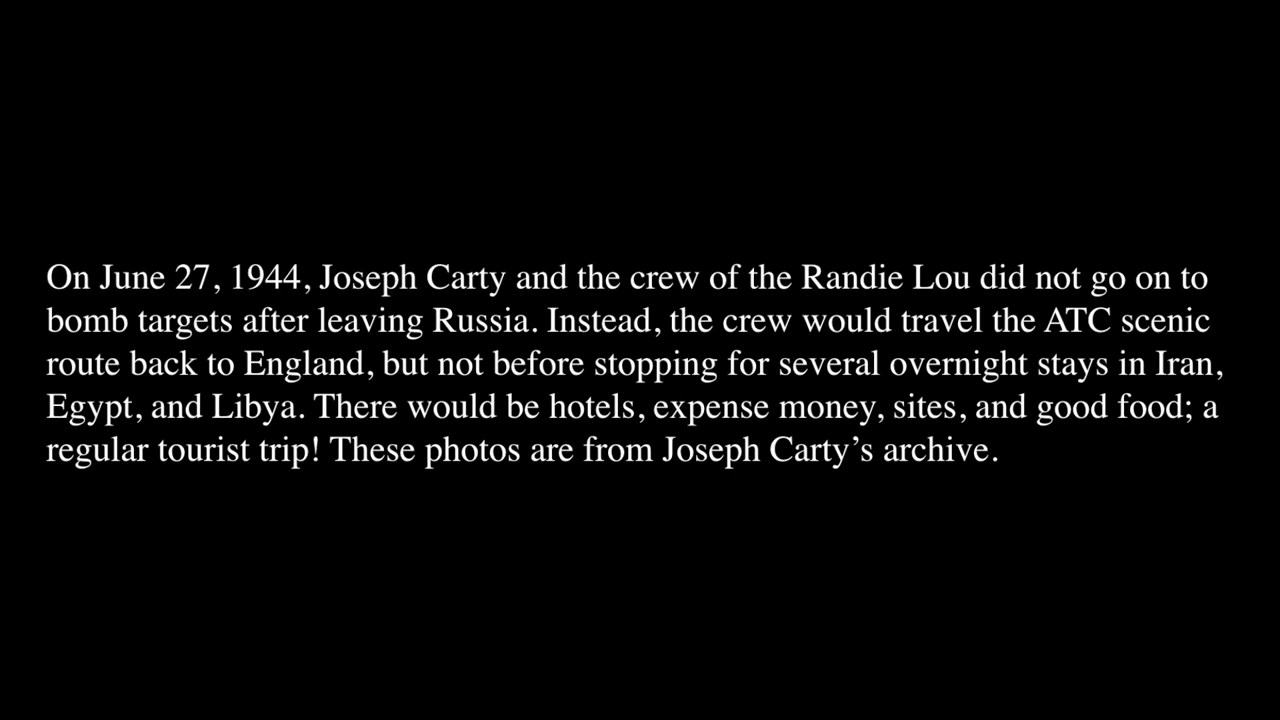 On June 27, 1944, Joseph Carty and the crew of the Randie Lou did not go on to
bomb targets after leaving Russia. Instead, the crew would travel the ATC scenic
route back to England, but not before stopping for several overnight stays in Iran,
Egypt, and Libya. There would be hotels, expense money, sites, and good food; a
regular tourist trip! These photos are from Joseph Carty’s archive.